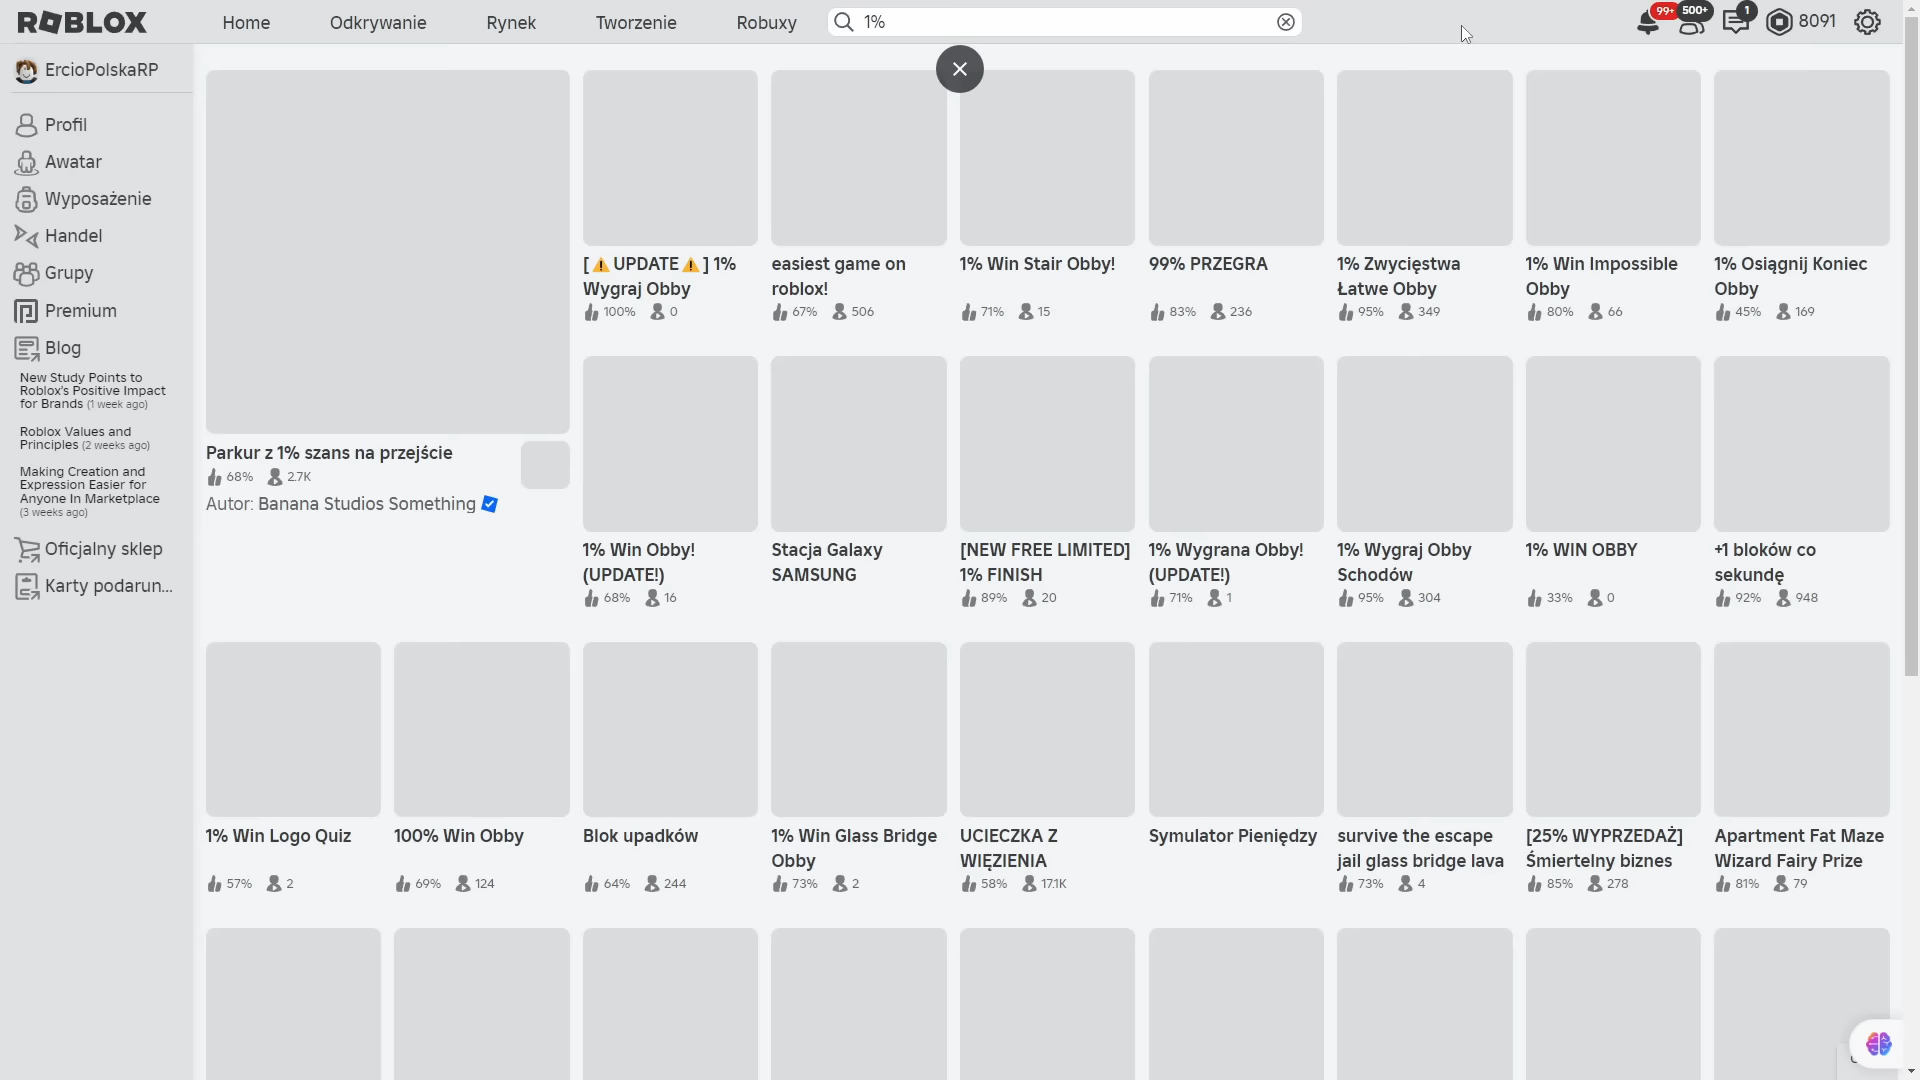 ROBLOX
Home
Odkrywanie
Rynek
Tworzenie
Robuxy
1%
99+
500+
1
8091
ErcioPolskaRP
Profil
Awatar
Wyposażenie
Handel
Grupy
Premium
Blog
New Study Points to
Roblox's Positive Impact
for Brands (1 week ago)
Roblox Values and
Principles (2 weeks ago)
Making Creation and
Expression Easier for
Anyone In Marketplace
(3 weeks ago)
Oficjalny sklep
Karty podarun...
Parkur z 1% szans na przejście
68% 2.7K
Autor: Banana Studios Something
[⚠️UPDATE⚠️] 1%
Wygraj Obby
100% 0
easiest game on
roblox!
67% 506
1% Win Stair Obby!
71% 15
99% PRZEGRA
83% 236
1% Zwycięstwa
Łatwe Obby
95% 349
1% Win Impossible
Obby
80% 66
1% Osiągnij Koniec
Obby
45% 169
1% Win Obby!
(UPDATE!)
68% 16
Stacja Galaxy
SAMSUNG
[NEW FREE LIMITED]
1% FINISH
89% 20
1% Wygrana Obby!
(UPDATE!)
71% 1
1% Wygraj Obby
Schodów
95% 304
1% WIN OBBY
33% 0
+1 bloków co
sekundę
92% 948
1% Win Logo Quiz
57% 2
100% Win Obby
69% 124
Blok upadków
64% 244
1% Win Glass Bridge
Obby
73% 2
UCIECZKA Z
WIĘZIENIA
58% 17.1K
Symulator Pieniędzy
survive the escape
jail glass bridge lava
73% 4
[25% WYPRZEDAŻ]
Śmiertelny biznes
85% 278
Apartment Fat Maze
Wizard Fairy Prize
81% 79